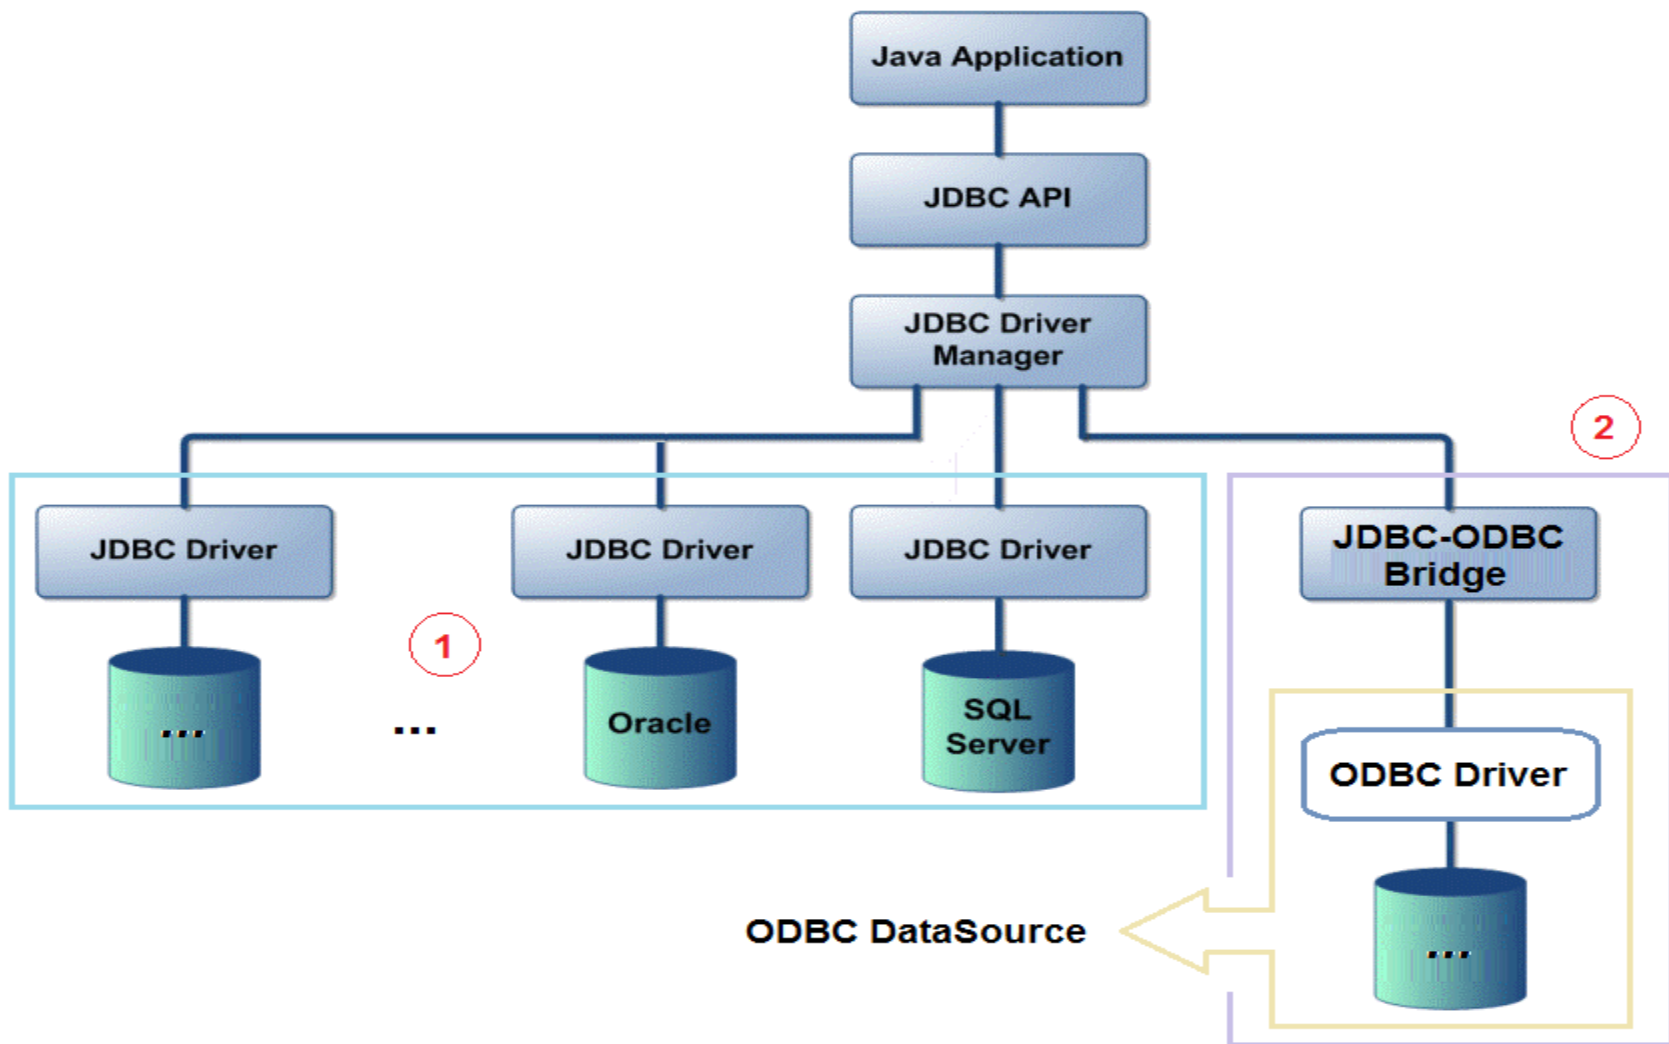 Java Application
JDBC API
JDBC Driver
Manager
2
JDBC Driver
JDBC Driver
JDBC Driver
JDBC-ODBC
Bridge
1
...
...
Oracle
SQL
Server
ODBC Driver
ODBC DataSource
...